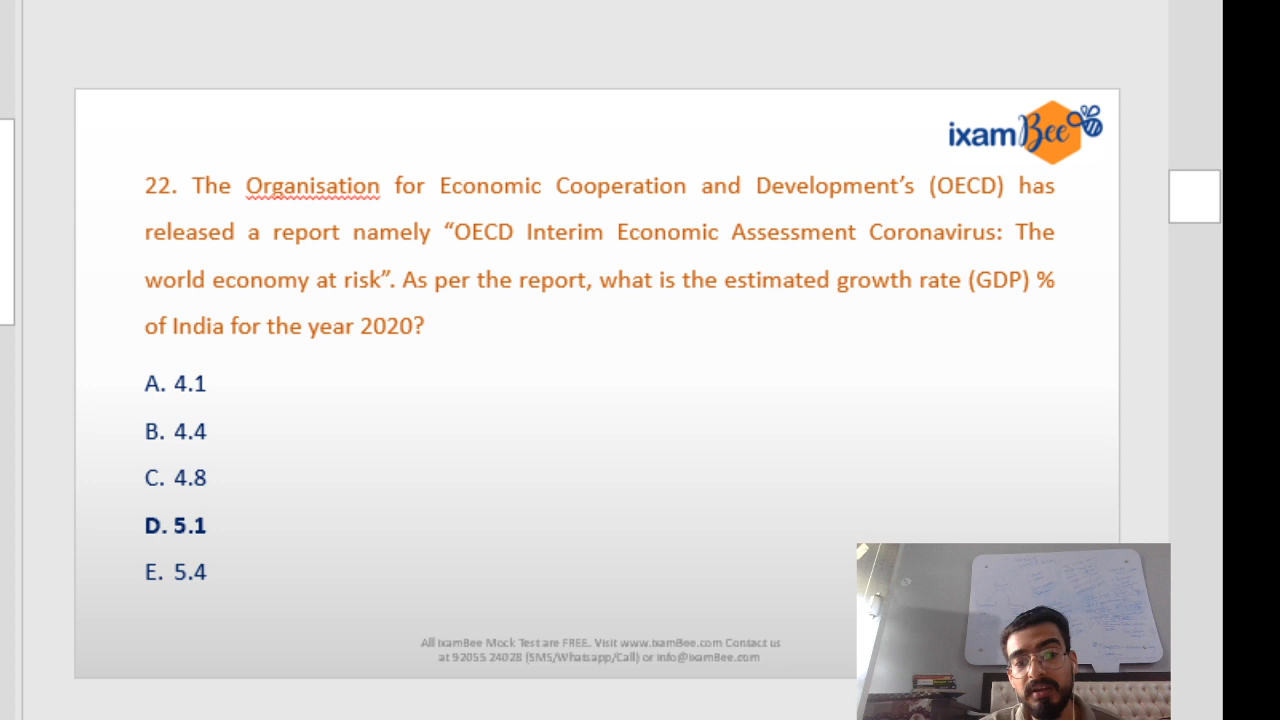 ixamBee
22. The Organisation for Economic Cooperation and Development’s (OECD) has
released a report namely “OECD Interim Economic Assessment Coronavirus: The
world economy at risk”. As per the report, what is the estimated growth rate (GDP) %
of India for the year 2020?
A. 4.1
B. 4.4
C. 4.8
D. 5.1
E. 5.4
All ixamBee Mock Test are FREE. Visit www.ixamBee.com Contact us
at 92055 24028 (SMS/Whatsapp/Call) or info@ixamBee.com